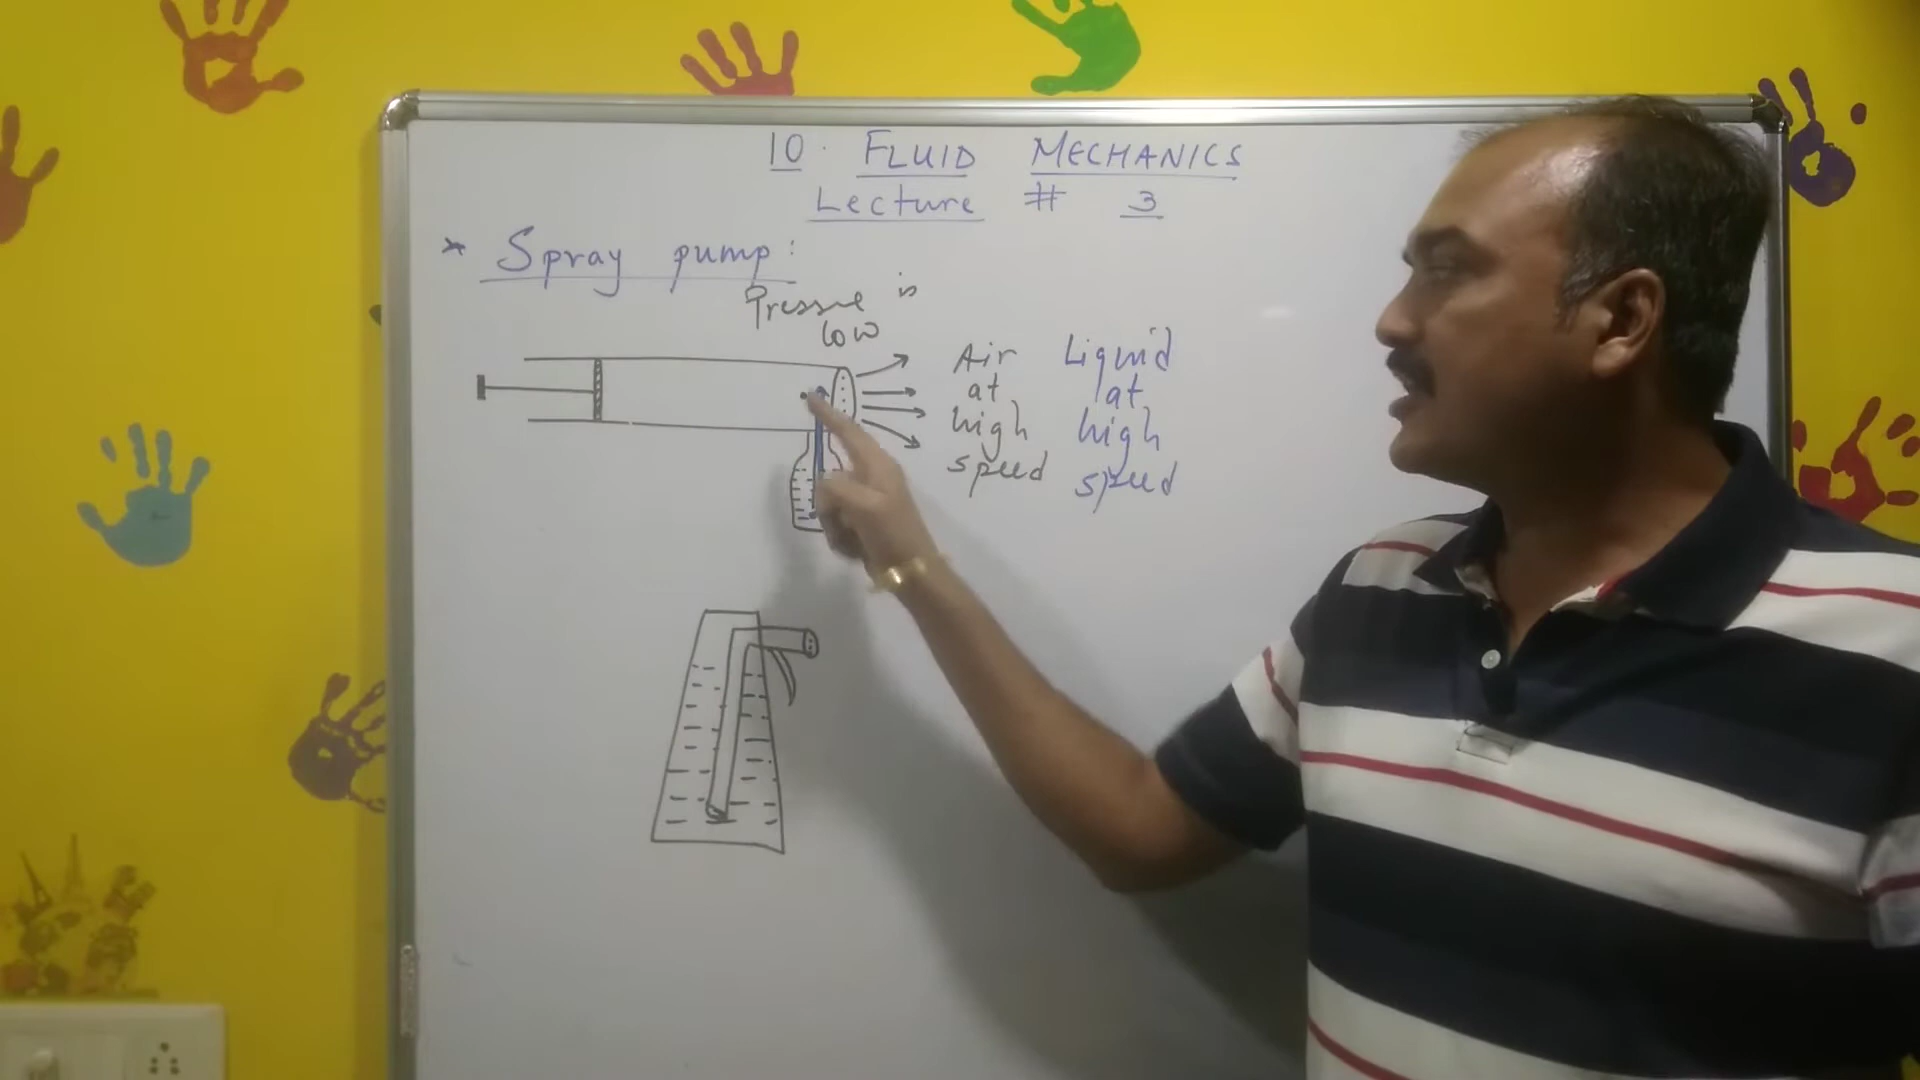 10. FLUID MECHANICS
Lecture # 3
* Spray pump:
Pressure is
low
Air
at
high
speed
Liquid
at
high
speed